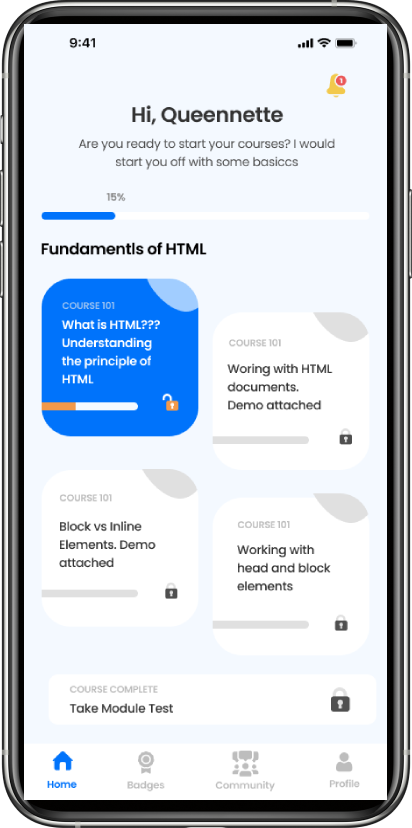 9:41
1
Hi, Queennette
Are you ready to start your courses? I would
start you off with some basiccs
15%
Fundamentls of HTML
COURSE 101
What is HTML???
Understanding
the principle of
HTML
COURSE 101
Woring with HTML
documents.
Demo attached
COURSE 101
Block vs Inline
Elements. Demo
attached
COURSE 101
Working with
head and block
elements
COURSE COMPLETE
Take Module Test
Home
Badges
Community
Profile